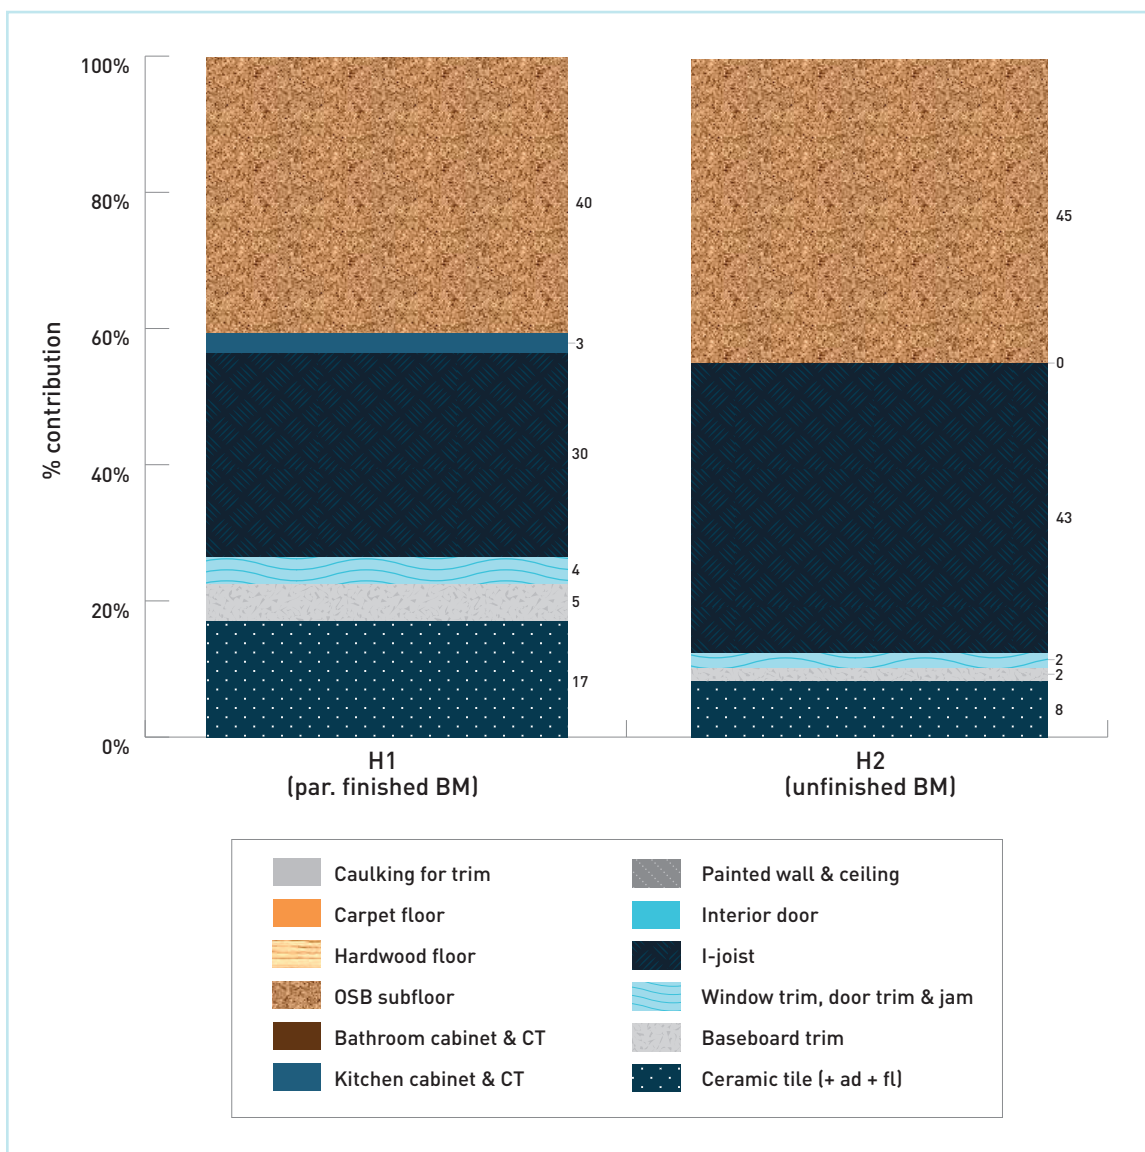 100%
80%
60%
40%
20%
0%
% contribution
40
3
30
4
5
17
45
0
43
2
2
8
H1
(par. finished BM)
H2
(unfinished BM)
Caulking for trim
Carpet floor
Hardwood floor
OSB subfloor
Bathroom cabinet & CT
Kitchen cabinet & CT
Painted wall & ceiling
Interior door
I-joist
Window trim, door trim & jam
Baseboard trim
Ceramic tile (+ ad + fl)